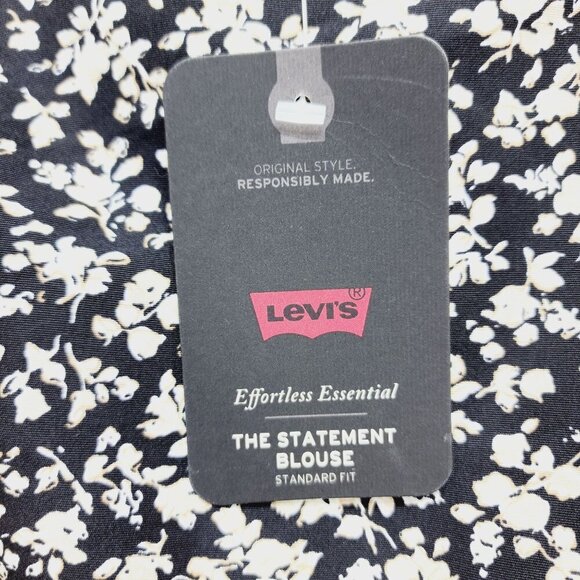 ORIGINAL STYLE.
RESPONSIBLY MADE.
LEVI'S®
Effortless Essential
THE STATEMENT
BLOUSE
STANDARD FIT